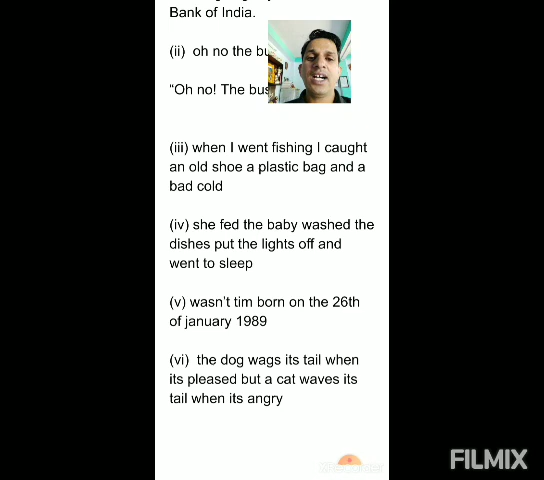 Bank of India.
(ii) oh no the
"Oh no! The bus
(iii) when I went fishing I caught
an old shoe a plastic bag and a
bad cold
(iv) she fed the baby washed the
dishes put the lights off and
went to sleep
(v) wasn't tim born on the 26th
of january 1989
(vi) the dog wags its tail when
its pleased but a cat waves its
tail when its angry
FILMIX